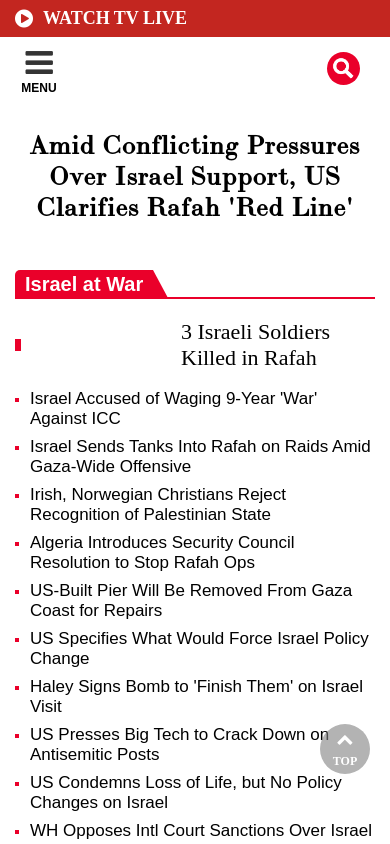 WATCH TV LIVE
MENU
Amid Conflicting Pressures
Over Israel Support, US
Clarifies Rafah 'Red Line'
Israel at War
3 Israeli Soldiers
Killed in Rafah
Israel Accused of Waging 9-Year 'War'
Against ICC
Israel Sends Tanks Into Rafah on Raids Amid
Gaza-Wide Offensive
Irish, Norwegian Christians Reject
Recognition of Palestinian State
Algeria Introduces Security Council
Resolution to Stop Rafah Ops
US-Built Pier Will Be Removed From Gaza
Coast for Repairs
US Specifies What Would Force Israel Policy
Change
Haley Signs Bomb to 'Finish Them' on Israel
Visit
US Presses Big Tech to Crack Down on
Antisemitic Posts
TOP
US Condemns Loss of Life, but No Policy
Changes on Israel
WH Opposes Intl Court Sanctions Over Israel